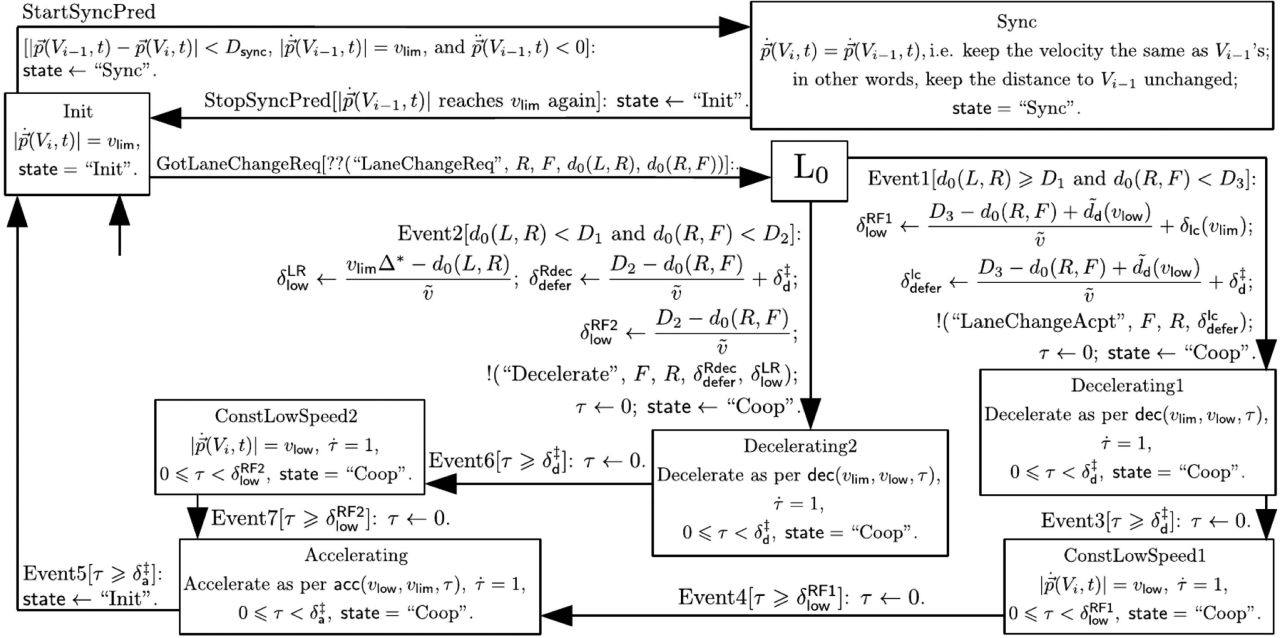 StartSyncPred
[|p⃗(V_{i−1}, t) − p⃗(V_i, t)| < D_sync, |ṗ⃗(V_{i−1}, t)| = v_lim, and p̈⃗(V_{i−1}, t) < 0]:
state ← “Sync”.
Sync
ṗ⃗(V_i, t) = ṗ⃗(V_{i−1}, t), i.e. keep the velocity the same as V_{i−1}’s;
in other words, keep the distance to V_{i−1} unchanged;
state = “Sync”.
StopSyncPred[|ṗ⃗(V_{i−1}, t)| reaches v_lim again]: state ← “Init”.
Init
|ṗ⃗(V_i, t)| = v_lim,
state = “Init”.
GotLaneChangeReq[??(“LaneChangeReq”, R, F, d_0(L, R), d_0(R, F))]:.
L_0
Event1[d_0(L, R) ⩾ D_1 and d_0(R, F) < D_3]:
δ_low^RF1 ← (D_3 − d_0(R, F) + d̃_d(v_low)) / ṽ + δ_lc(v_lim);
δ_defer^lc ← (D_3 − d_0(R, F) + d̃_d(v_low)) / ṽ + δ_d^‡;
!(“LaneChangeAcpt”, F, R, δ_defer^lc);
τ ← 0; state ← “Coop”.
Event2[d_0(L, R) < D_1 and d_0(R, F) < D_2]:
δ_low^LR ← (v_lim Δ* − d_0(L, R)) / ṽ; δ_defer^Rdec ← (D_2 − d_0(R, F)) / ṽ + δ_d^‡;
δ_low^RF2 ← (D_2 − d_0(R, F)) / ṽ;
!(“Decelerate”, F, R, δ_defer^Rdec, δ_low^LR);
τ ← 0; state ← “Coop”.
Decelerating1
Decelerate as per dec(v_lim, v_low, τ),
τ̇ = 1,
0 ⩽ τ < δ_d^‡, state = “Coop”.
ConstLowSpeed2
|ṗ⃗(V_i, t)| = v_low, τ̇ = 1,
0 ⩽ τ < δ_low^RF2, state = “Coop”.
Event6[τ ⩾ δ_d^‡]: τ ← 0.
Decelerating2
Decelerate as per dec(v_lim, v_low, τ),
τ̇ = 1,
0 ⩽ τ < δ_d^‡, state = “Coop”.
Event7[τ ⩾ δ_low^RF2]: τ ← 0.
Event3[τ ⩾ δ_d^‡]: τ ← 0.
Event5[τ ⩾ δ_a^‡]:
state ← “Init”.
Accelerating
Accelerate as per acc(v_low, v_lim, τ), τ̇ = 1,
0 ⩽ τ < δ_a^‡, state = “Coop”.
Event4[τ ⩾ δ_low^RF1]: τ ← 0.
ConstLowSpeed1
|ṗ⃗(V_i, t)| = v_low, τ̇ = 1,
0 ⩽ τ < δ_low^RF1, state = “Coop”.